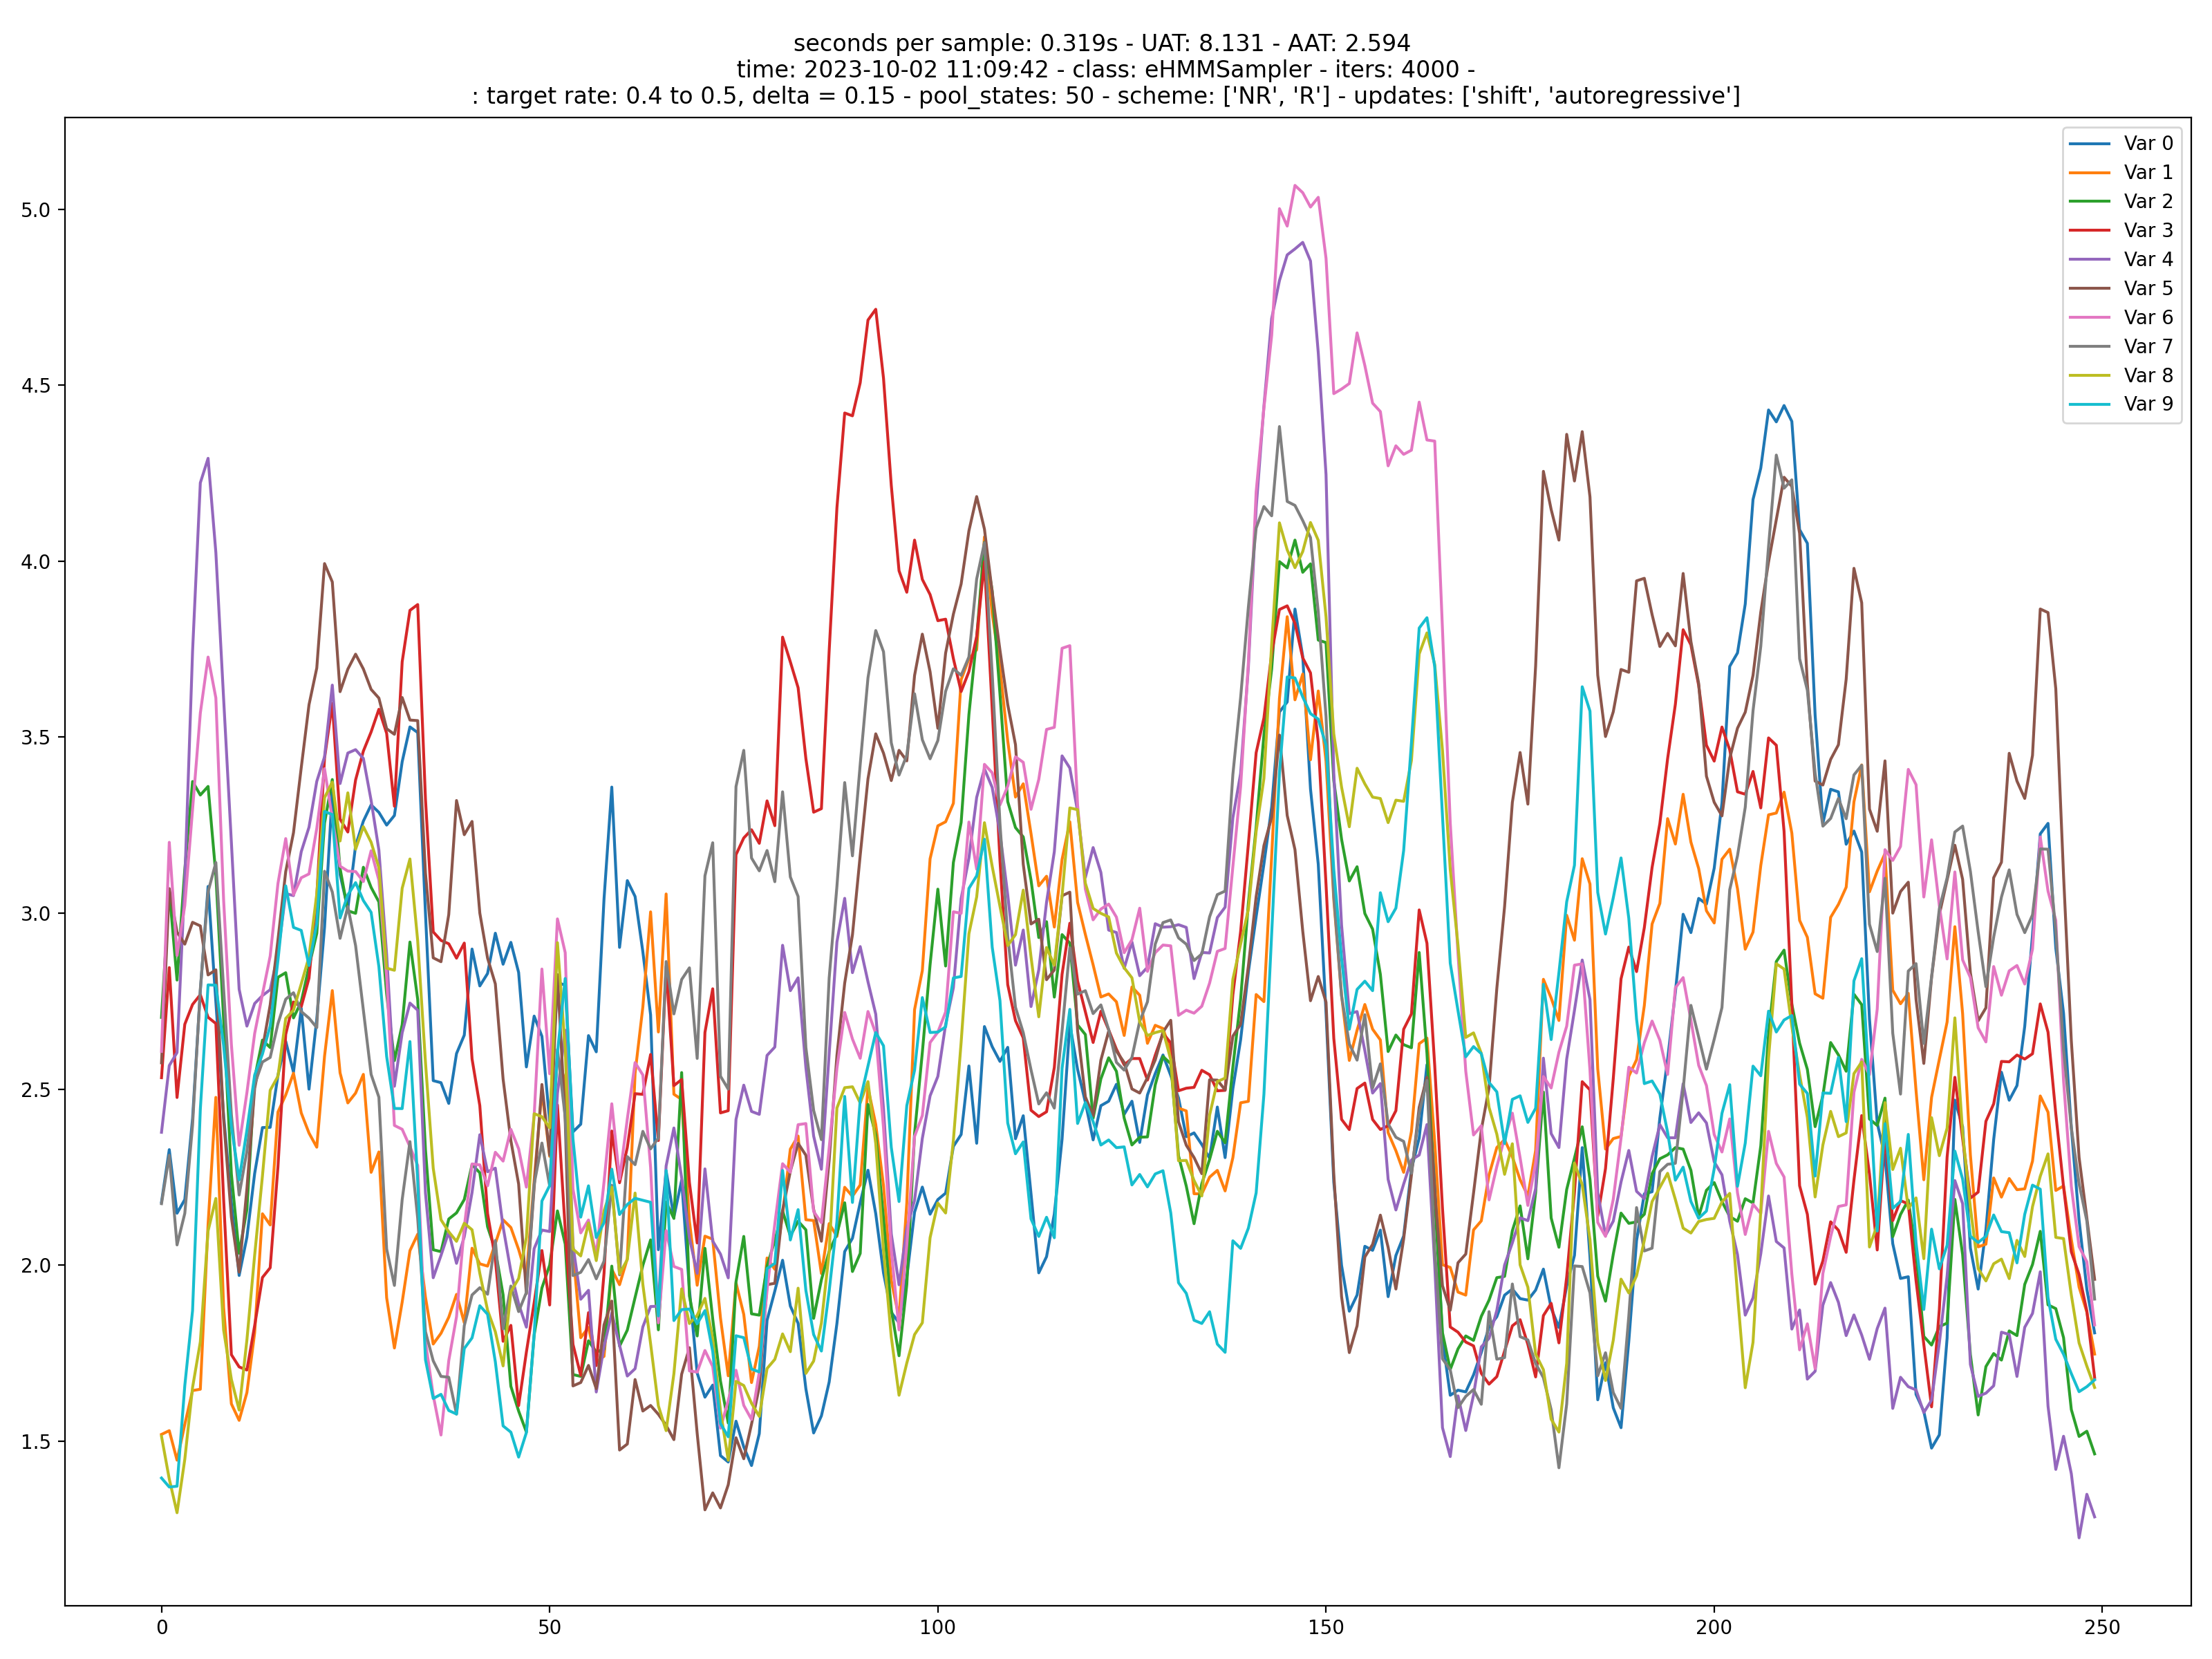 seconds per sample: 0.319s - UAT: 8.131 - AAT: 2.594
time: 2023-10-02 11:09:42 - class: eHMMSampler - iters: 4000 -
: target rate: 0.4 to 0.5, delta = 0.15 - pool_states: 50 - scheme: ['NR', 'R'] - updates: ['shift', 'autoregressive']
Var 0
Var 1
Var 2
Var 3
Var 4
Var 5
Var 6
Var 7
Var 8
Var 9
5.0
4.5
4.0
3.5
3.0
2.5
2.0
1.5
0 50 100 150 200 250